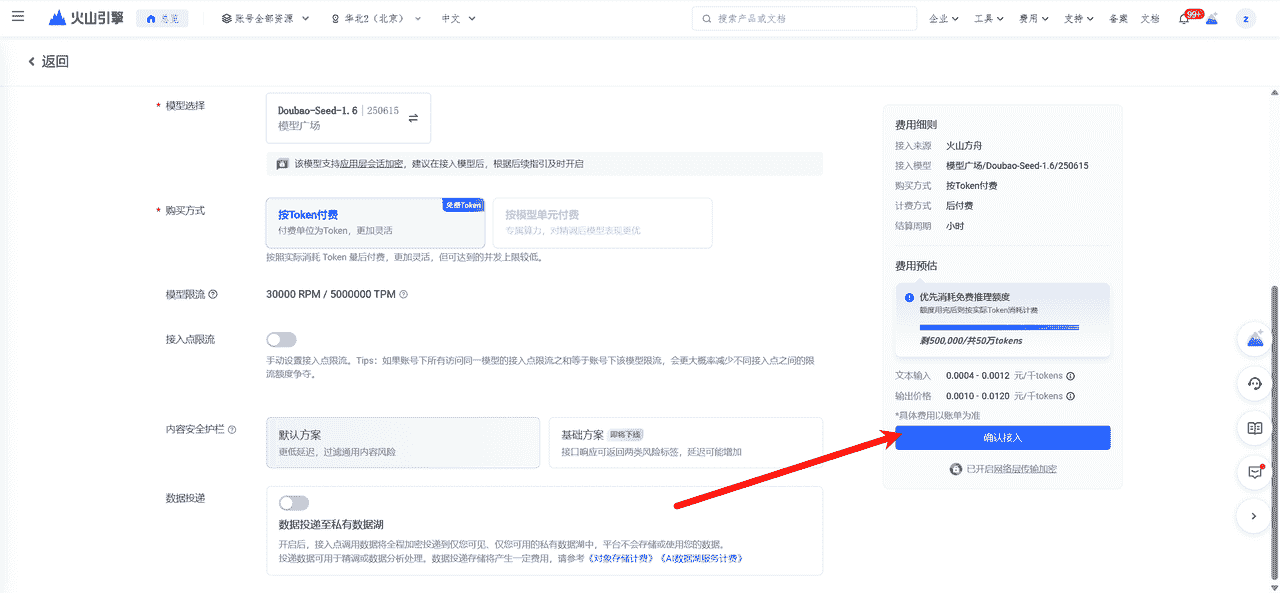 火山引擎 总览 账号全部资源 华北2（北京） 中文 搜索产品或文档 企业 工具 费用 支持 备案 文档 99+ 2
返回
* 模型选择
Doubao-Seed-1.6 | 250615
模型广场
该模型支持应用层会话加密，建议在接入模型后，根据后续指引及时开启
* 购买方式
按Token付费
免费Token
付费单位为Token，更加灵活
按模型单元付费
专属算力，对精调后模型表现更优
按照实际消耗 Token 量后付费，更加灵活，但可达到的并发上限较低。
模型限流 30000 RPM / 5000000 TPM
接入点限流
手动设置接入点限流。Tips：如果账号下所有访问同一模型的接入点限流之和等于账号下该模型限流，会更大概率减少不同接入点之间的限
流额度争夺。
内容安全护栏
默认方案
更低延迟，过滤通用内容风险
基础方案 即将下线
接口响应可返回两类风险标签，延迟可能增加
数据投递
数据投递至私有数据湖
开启后，接入点调用数据将全程加密投递到仅您可见、仅您可用的私有数据湖中，平台不会存储或使用您的数据。
投递数据可用于精调或数据分析处理。数据投递存储将产生一定费用，请参考《对象存储计费》《AI数据湖服务计费》
费用细则
接入来源 火山方舟
接入模型 模型广场/Doubao-Seed-1.6/250615
购买方式 按Token付费
计费方式 后付费
结算周期 小时
费用预估
优先消耗免费推理额度
额度用完后则按实际Token消耗计费
剩500,000/共50万tokens
文本输入 0.0004 - 0.0012 元/千tokens
输出价格 0.0010 - 0.0120 元/千tokens
*具体费用以账单为准
确认接入
已开启网络层传输加密